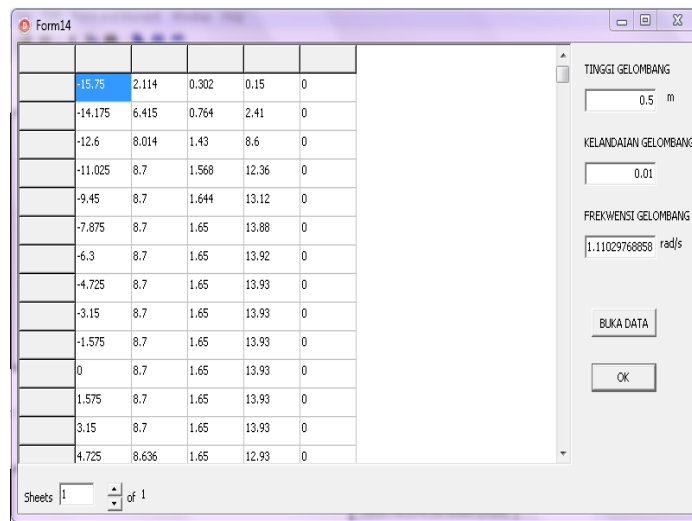 Form14
-15.75 2.114 0.302 0.15 0
-14.175 6.415 0.764 2.41 0
-12.6 8.014 1.43 8.6 0
-11.025 8.7 1.568 12.36 0
-9.45 8.7 1.644 13.12 0
-7.875 8.7 1.65 13.88 0
-6.3 8.7 1.65 13.92 0
-4.725 8.7 1.65 13.93 0
-3.15 8.7 1.65 13.93 0
-1.575 8.7 1.65 13.93 0
0 8.7 1.65 13.93 0
1.575 8.7 1.65 13.93 0
3.15 8.7 1.65 13.93 0
4.725 8.636 1.65 12.93 0
TINGGI GELOMBANG
0.5 m
KELANDAIAN GELOMBANG
0.01
FREKWENSI GELOMBANG
1.11029768858 rad/s
BUKA DATA
OK
Sheets 1 of 1